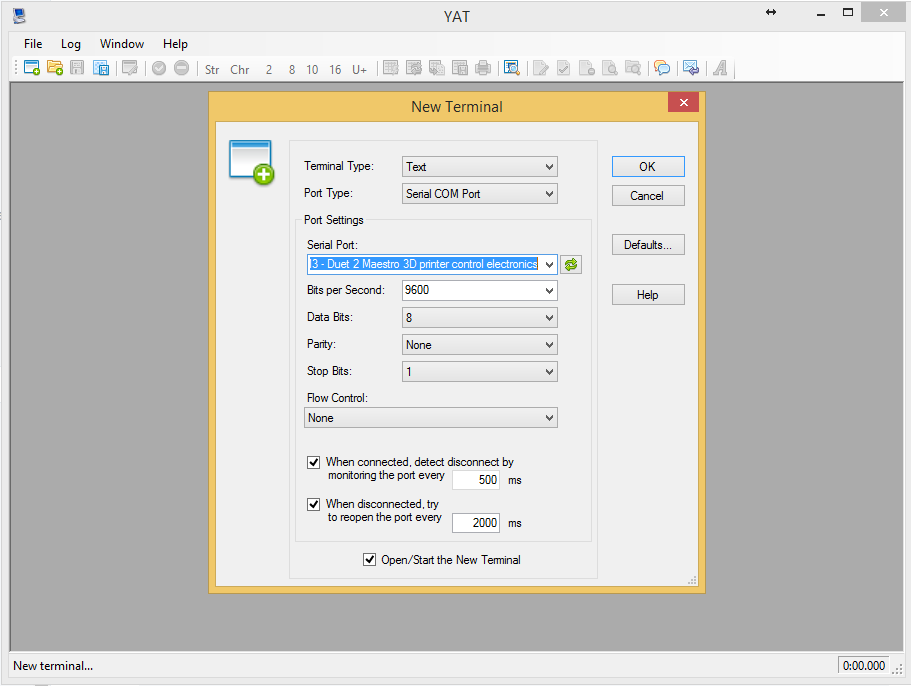 YAT
File Log Window Help
Str Chr 2 8 10 16 U+
New Terminal
Terminal Type: Text
OK
Port Type: Serial COM Port
Cancel
Port Settings
Serial Port:
Defaults...
3 - Duet 2 Maestro 3D printer control electronics
Bits per Second: 9600
Help
Data Bits: 8
Parity: None
Stop Bits: 1
Flow Control:
None
When connected, detect disconnect by
monitoring the port every 500 ms
When disconnected, try
to reopen the port every 2000 ms
Open/Start the New Terminal
New terminal...
0:00.000